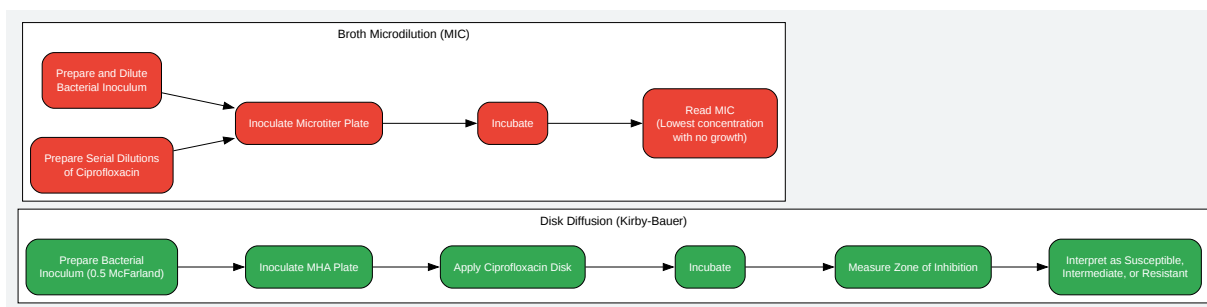 Broth Microdilution (MIC)
Prepare and Dilute
Bacterial Inoculum
Prepare Serial Dilutions
of Ciprofloxacin
Inoculate Microtiter Plate
Incubate
Read MIC
(Lowest concentration
with no growth)
Disk Diffusion (Kirby-Bauer)
Prepare Bacterial
Inoculum (0.5 McFarland)
Inoculate MHA Plate
Apply Ciprofloxacin Disk
Incubate
Measure Zone of Inhibition
Interpret as Susceptible,
Intermediate, or Resistant